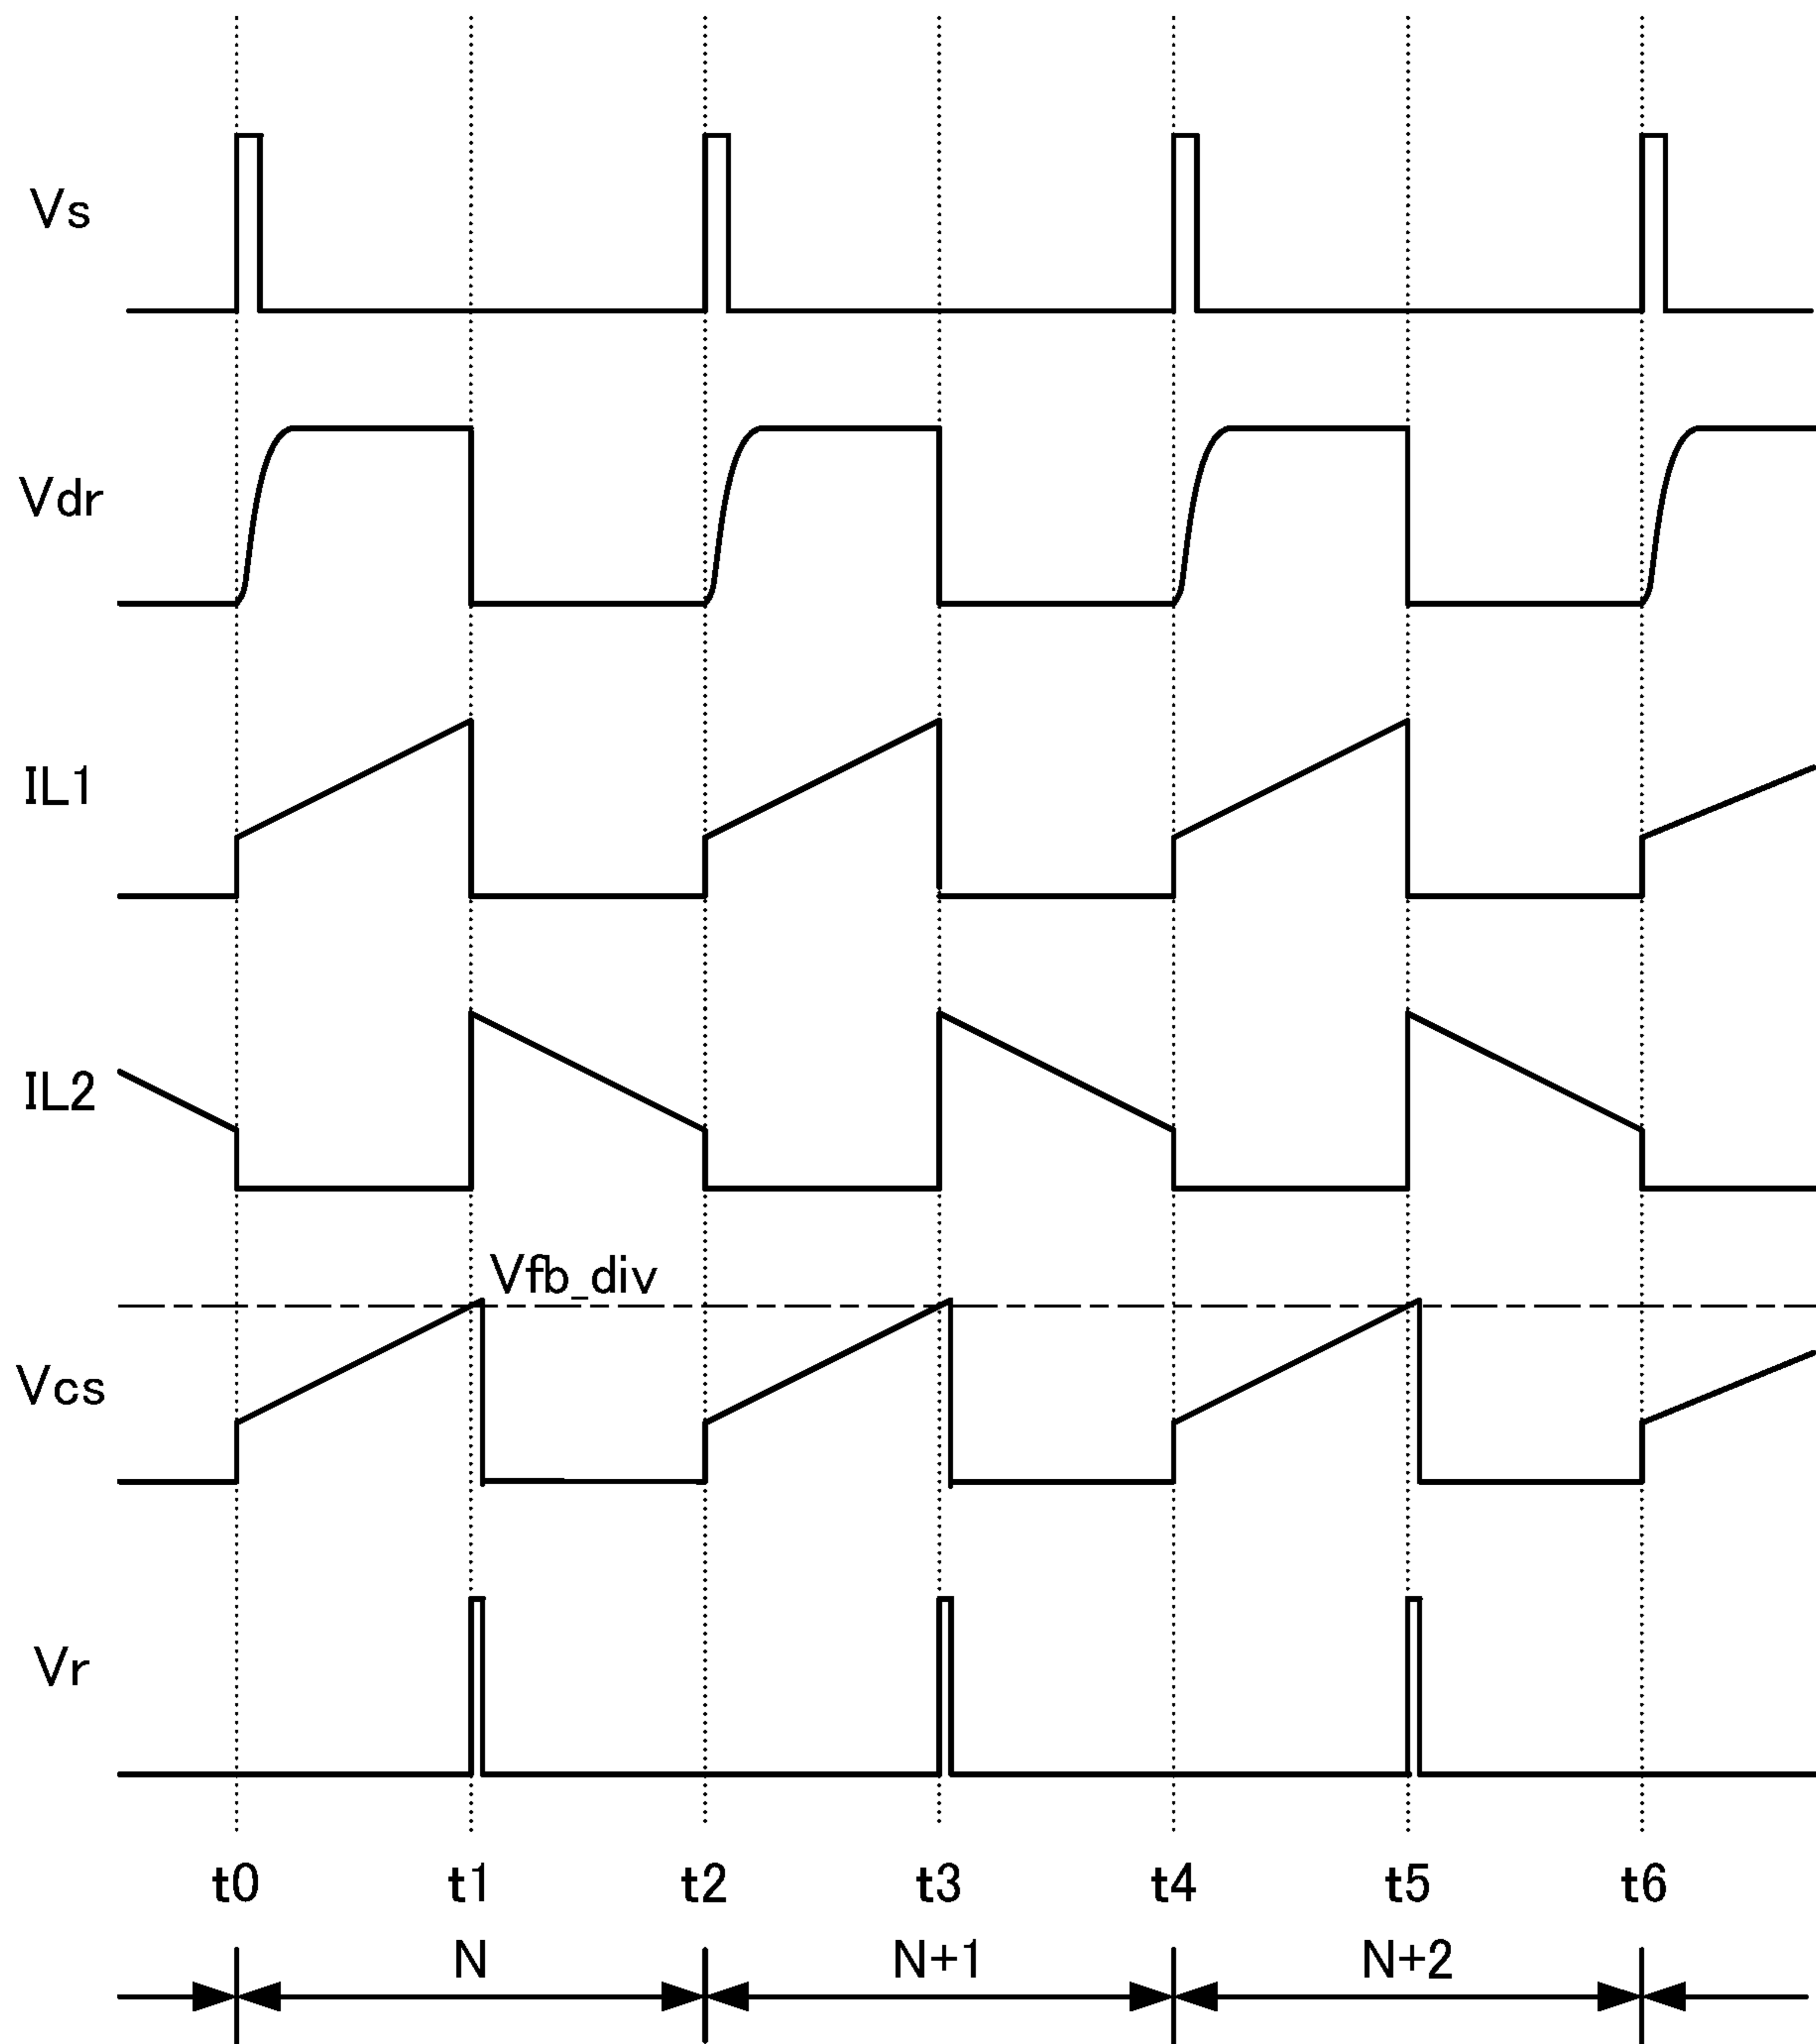 Vs
Vdr
IL1
IL2
Vfb_div
Vcs
Vr
t0 t1 t2 t3 t4 t5 t6
N N+1 N+2